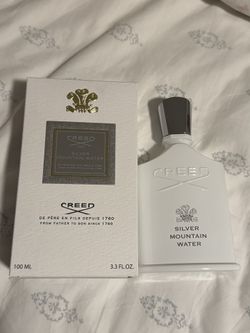 CREED
SILVER
MOUNTAIN WATER
CREED
DE PÈRE EN FILS DEPUIS 1760
FROM FATHER TO SON SINCE 1760
100 ML
3.3 FL.OZ.
CREED
SILVER
MOUNTAIN
WATER